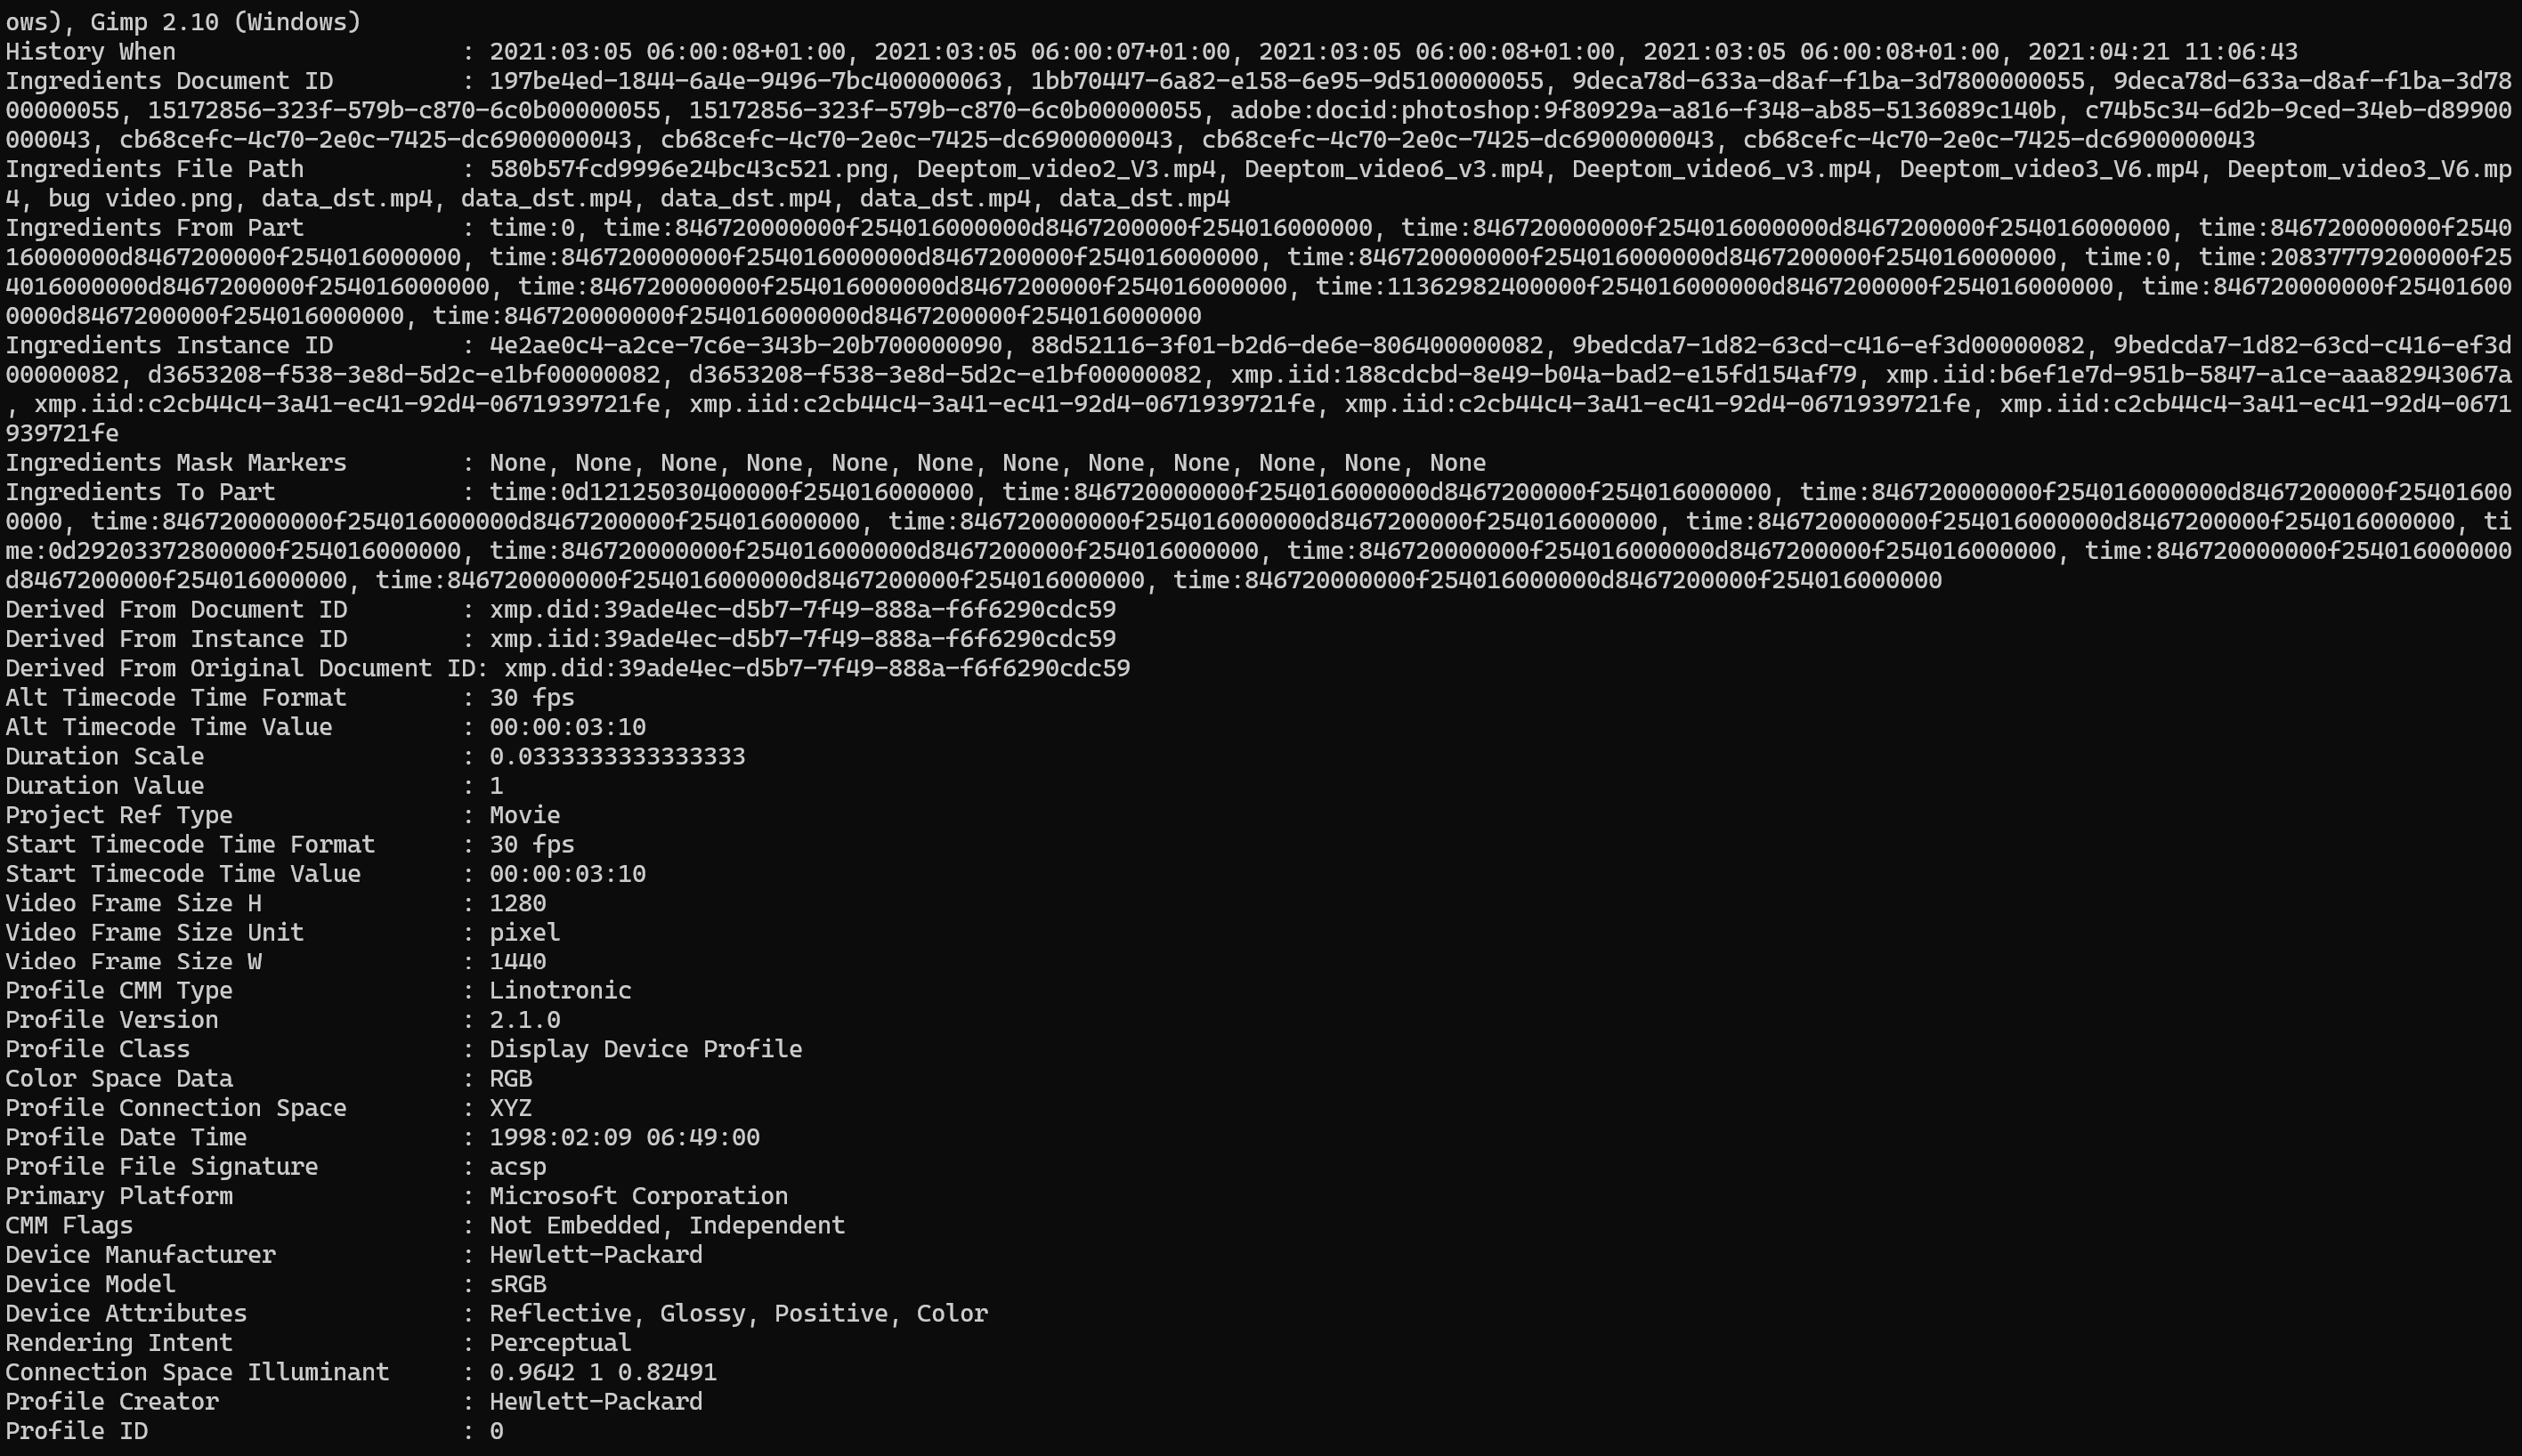 ows), Gimp 2.10 (Windows)
History When                    : 2021:03:05 06:00:08+01:00, 2021:03:05 06:00:07+01:00, 2021:03:05 06:00:08+01:00, 2021:03:05 06:00:08+01:00, 2021:04:21 11:06:43
Ingredients Document ID         : 197be4ed-1844-6a4e-9496-7bc400000063, 1bb70447-6a82-e158-6e95-9d5100000055, 9deca78d-633a-d8af-f1ba-3d7800000055, 9deca78d-633a-d8af-f1ba-3d78
00000055, 15172856-323f-579b-c870-6c0b00000055, 15172856-323f-579b-c870-6c0b00000055, adobe:docid:photoshop:9f80929a-a816-f348-ab85-5136089c140b, c74b5c34-6d2b-9ced-34eb-d89900
000043, cb68cefc-4c70-2e0c-7425-dc6900000043, cb68cefc-4c70-2e0c-7425-dc6900000043, cb68cefc-4c70-2e0c-7425-dc6900000043, cb68cefc-4c70-2e0c-7425-dc6900000043
Ingredients File Path           : 580b57fcd9996e24bc43c521.png, Deeptom_video2_V3.mp4, Deeptom_video6_v3.mp4, Deeptom_video6_v3.mp4, Deeptom_video3_V6.mp4, Deeptom_video3_V6.mp
4, bug video.png, data_dst.mp4, data_dst.mp4, data_dst.mp4, data_dst.mp4, data_dst.mp4
Ingredients From Part           : time:0, time:846720000000f254016000000d8467200000f254016000000, time:846720000000f254016000000d8467200000f254016000000, time:846720000000f2540
16000000d8467200000f254016000000, time:846720000000f254016000000d8467200000f254016000000, time:846720000000f254016000000d8467200000f254016000000, time:0, time:20837779200000f25
4016000000d8467200000f254016000000, time:846720000000f254016000000d8467200000f254016000000, time:11362982400000f254016000000d8467200000f254016000000, time:846720000000f25401600
0000d8467200000f254016000000, time:846720000000f254016000000d8467200000f254016000000
Ingredients Instance ID         : 4e2ae0c4-a2ce-7c6e-343b-20b700000090, 88d52116-3f01-b2d6-de6e-806400000082, 9bedcda7-1d82-63cd-c416-ef3d00000082, 9bedcda7-1d82-63cd-c416-ef3d
00000082, d3653208-f538-3e8d-5d2c-e1bf00000082, d3653208-f538-3e8d-5d2c-e1bf00000082, xmp.iid:188cdcbd-8e49-b04a-bad2-e15fd154af79, xmp.iid:b6ef1e7d-951b-5847-a1ce-aaa82943067a
, xmp.iid:c2cb44c4-3a41-ec41-92d4-0671939721fe, xmp.iid:c2cb44c4-3a41-ec41-92d4-0671939721fe, xmp.iid:c2cb44c4-3a41-ec41-92d4-0671939721fe, xmp.iid:c2cb44c4-3a41-ec41-92d4-0671
939721fe
Ingredients Mask Markers        : None, None, None, None, None, None, None, None, None, None, None, None
Ingredients To Part             : time:0d12125030400000f254016000000, time:846720000000f254016000000d8467200000f254016000000, time:846720000000f254016000000d8467200000f25401600
0000, time:846720000000f254016000000d8467200000f254016000000, time:846720000000f254016000000d8467200000f254016000000, time:846720000000f254016000000d8467200000f254016000000, ti
me:0d29203372800000f254016000000, time:846720000000f254016000000d8467200000f254016000000, time:846720000000f254016000000d8467200000f254016000000, time:846720000000f254016000000
d8467200000f254016000000, time:846720000000f254016000000d8467200000f254016000000, time:846720000000f254016000000d8467200000f254016000000
Derived From Document ID        : xmp.did:39ade4ec-d5b7-7f49-888a-f6f6290cdc59
Derived From Instance ID        : xmp.iid:39ade4ec-d5b7-7f49-888a-f6f6290cdc59
Derived From Original Document ID: xmp.did:39ade4ec-d5b7-7f49-888a-f6f6290cdc59
Alt Timecode Time Format        : 30 fps
Alt Timecode Time Value         : 00:00:03:10
Duration Scale                  : 0.0333333333333333
Duration Value                  : 1
Project Ref Type                : Movie
Start Timecode Time Format      : 30 fps
Start Timecode Time Value       : 00:00:03:10
Video Frame Size H              : 1280
Video Frame Size Unit           : pixel
Video Frame Size W              : 1440
Profile CMM Type                : Linotronic
Profile Version                 : 2.1.0
Profile Class                   : Display Device Profile
Color Space Data                : RGB
Profile Connection Space        : XYZ
Profile Date Time               : 1998:02:09 06:49:00
Profile File Signature          : acsp
Primary Platform                : Microsoft Corporation
CMM Flags                       : Not Embedded, Independent
Device Manufacturer             : Hewlett-Packard
Device Model                    : sRGB
Device Attributes               : Reflective, Glossy, Positive, Color
Rendering Intent                : Perceptual
Connection Space Illuminant     : 0.9642 1 0.82491
Profile Creator                 : Hewlett-Packard
Profile ID                      : 0